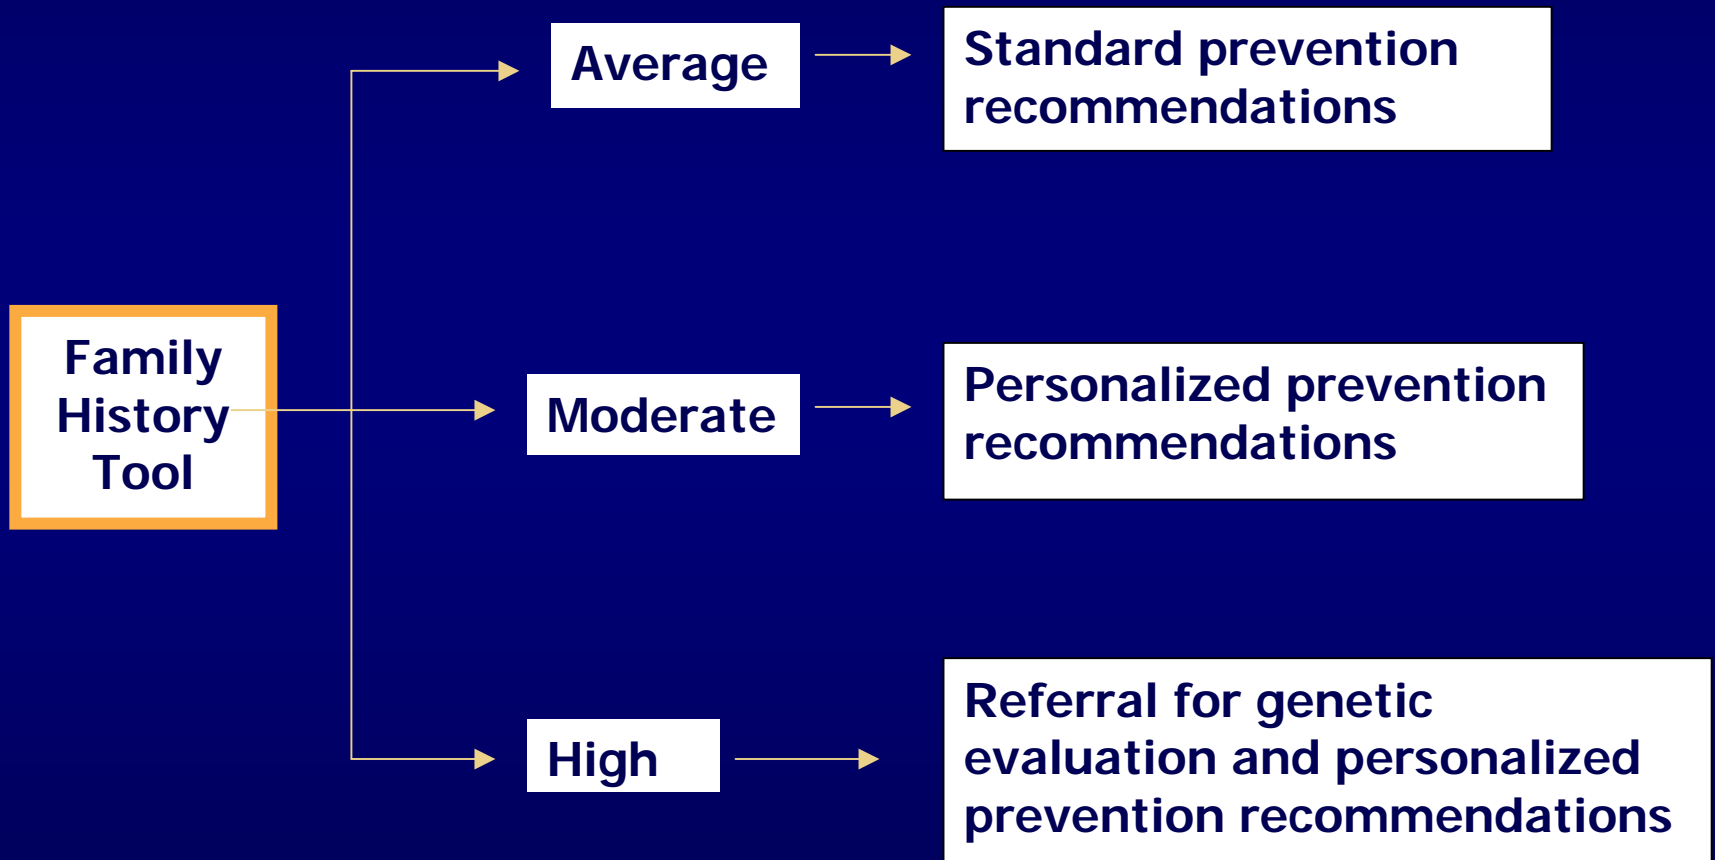 Average
Standard prevention
recommendations
Family
History
Tool
Moderate
Personalized prevention
recommendations
High
Referral for genetic
evaluation and personalized
prevention recommendations